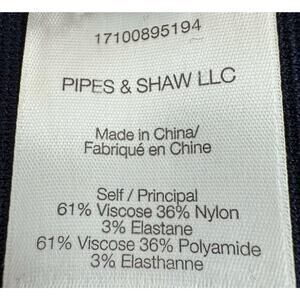 17100895194
PIPES & SHAW LLC
Made in China/
Fabriqué en Chine
Self / Principal
61% Viscose 36% Nylon
3% Elastane
61% Viscose 36% Polyamide
3% Elasthanne